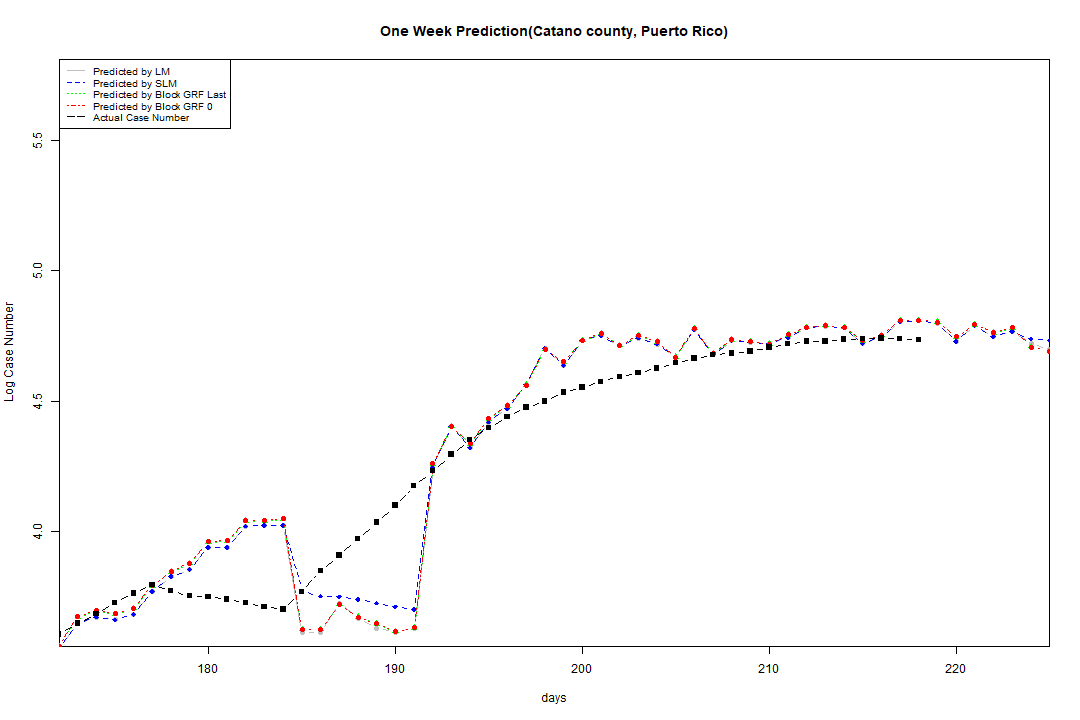 One Week Prediction(Catano county, Puerto Rico)
Predicted by LM
Predicted by SLM
Predicted by Block GRF Last
Predicted by Block GRF 0
Actual Case Number
5.5
5.0
4.5
4.0
Log Case Number
180 190 200 210 220
days